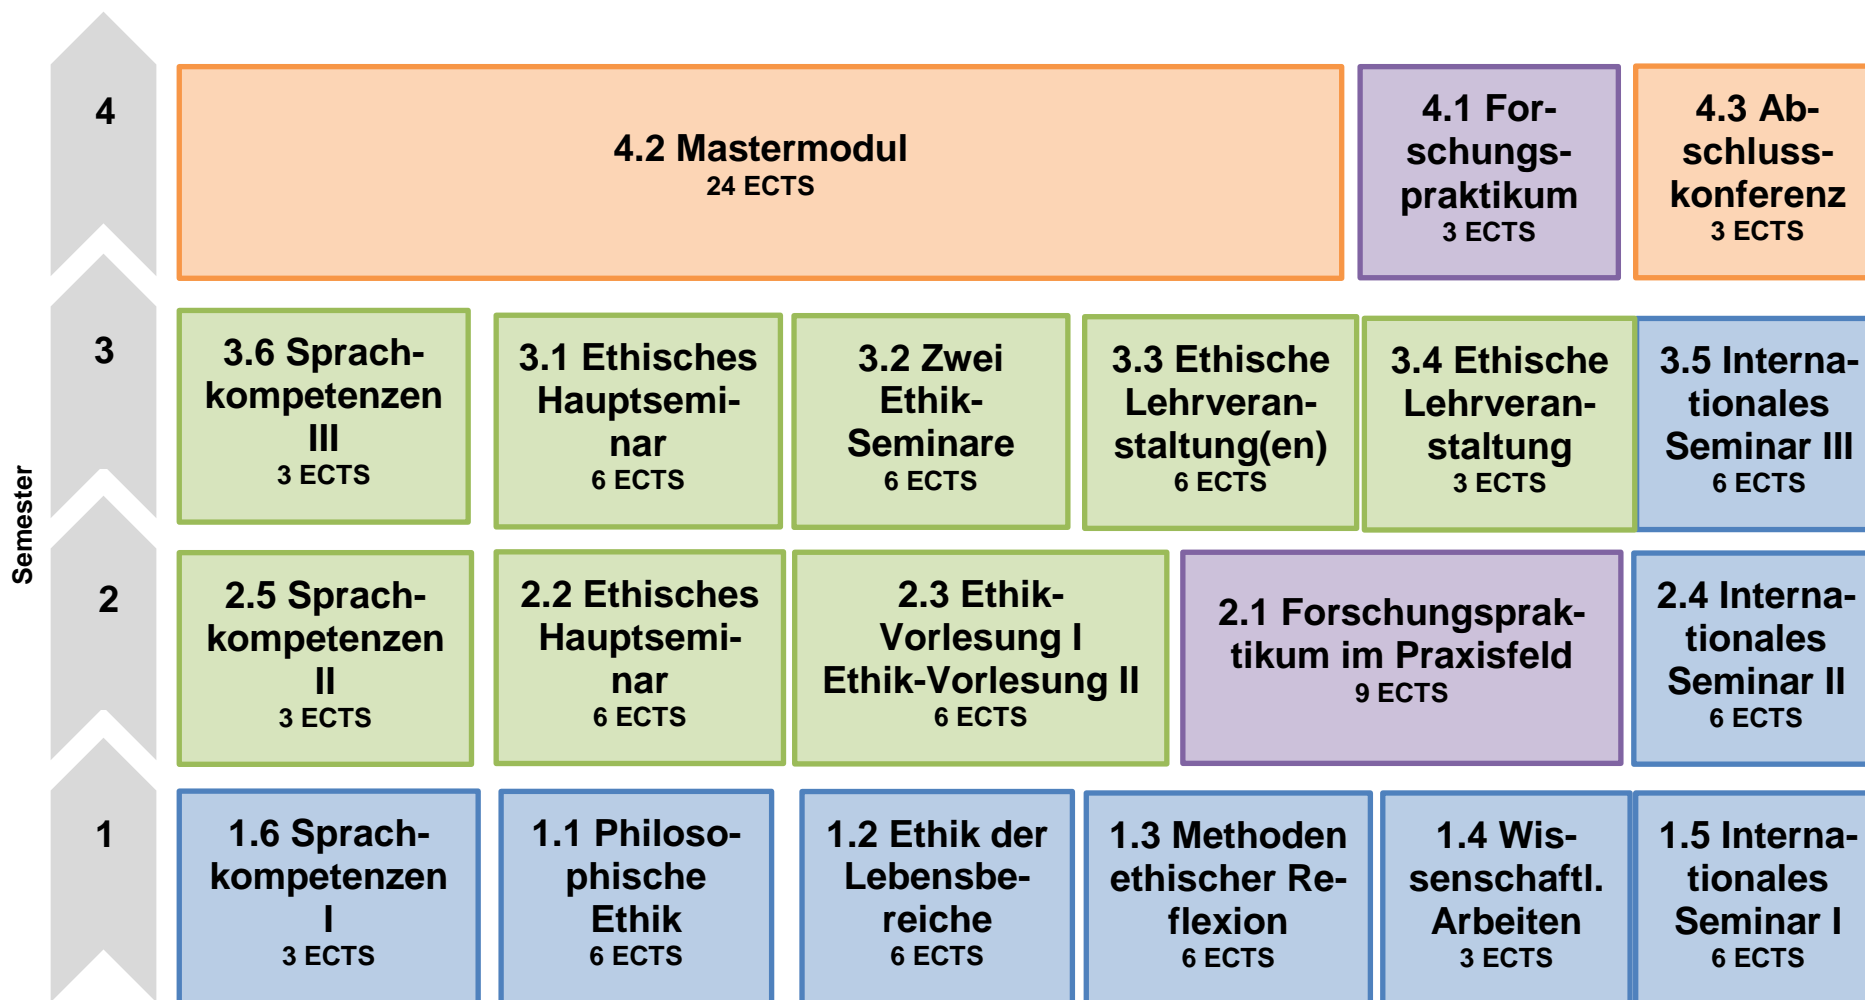 Semester
4
4.2 Mastermodul
24 ECTS
4.1 For-
schungs-
praktikum
3 ECTS
4.3 Ab-
schluss-
konferenz
3 ECTS
3
3.6 Sprach-
kompetenzen
III
3 ECTS
3.1 Ethisches
Hauptsemi-
nar
6 ECTS
3.2 Zwei
Ethik-
Seminare
6 ECTS
3.3 Ethische
Lehrveran-
staltung(en)
6 ECTS
3.4 Ethische
Lehrveran-
staltung
3 ECTS
3.5 Interna-
tionales
Seminar III
6 ECTS
2
2.5 Sprach-
kompetenzen
II
3 ECTS
2.2 Ethisches
Hauptsemi-
nar
6 ECTS
2.3 Ethik-
Vorlesung I
Ethik-Vorlesung II
6 ECTS
2.1 Forschungsprak-
tikum im Praxisfeld
9 ECTS
2.4 Interna-
tionales
Seminar II
6 ECTS
1
1.6 Sprach-
kompetenzen
I
3 ECTS
1.1 Philoso-
phische
Ethik
6 ECTS
1.2 Ethik der
Lebensbe-
reiche
6 ECTS
1.3 Methoden
ethischer Re-
flexion
6 ECTS
1.4 Wis-
senschaftl.
Arbeiten
3 ECTS
1.5 Interna-
tionales
Seminar I
6 ECTS